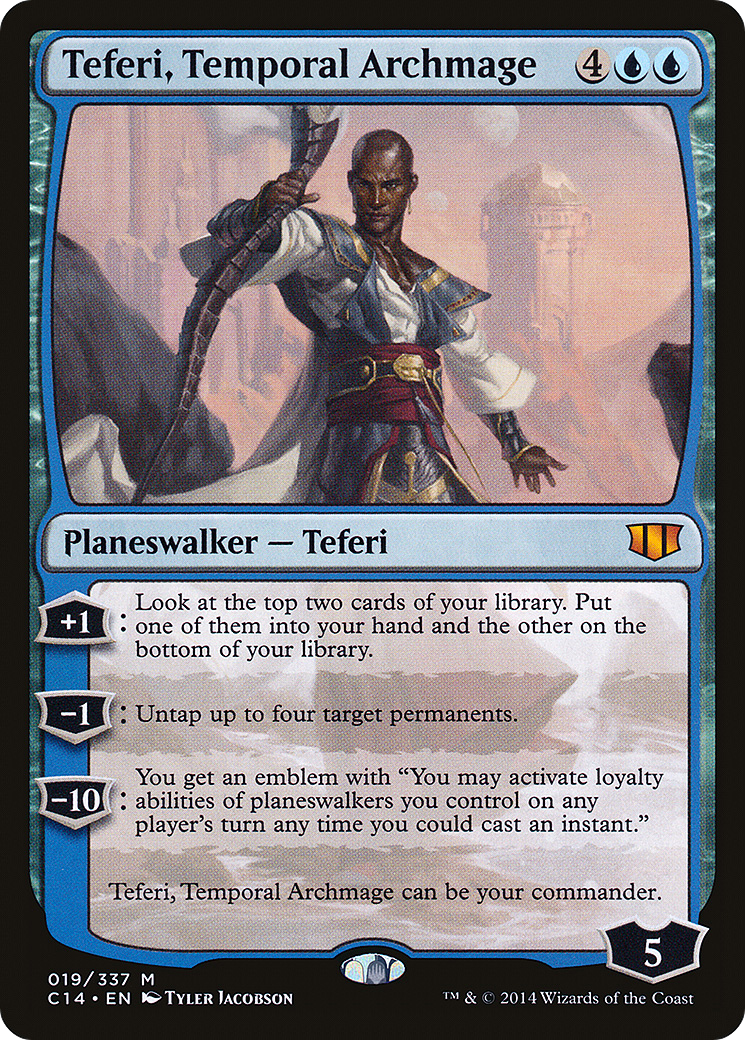 Teferi, Temporal Archmage 4
Planeswalker — Teferi
+1 : Look at the top two cards of your library. Put
one of them into your hand and the other on the
bottom of your library.
−1 : Untap up to four target permanents.
−10 : You get an emblem with “You may activate loyalty
abilities of planeswalkers you control on any
player’s turn any time you could cast an instant.”
Teferi, Temporal Archmage can be your commander.
5
019/337 M
C14 • EN Tyler Jacobson
™ & © 2014 Wizards of the Coast